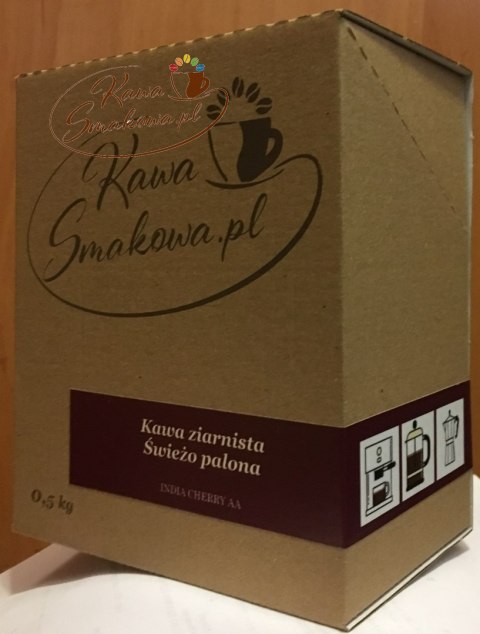 Kawa
Smakowa.pl
Kawa
Smakowa.pl
Kawa ziarnista
Świeżo palona
INDIA CHERRY AA
0,5 kg